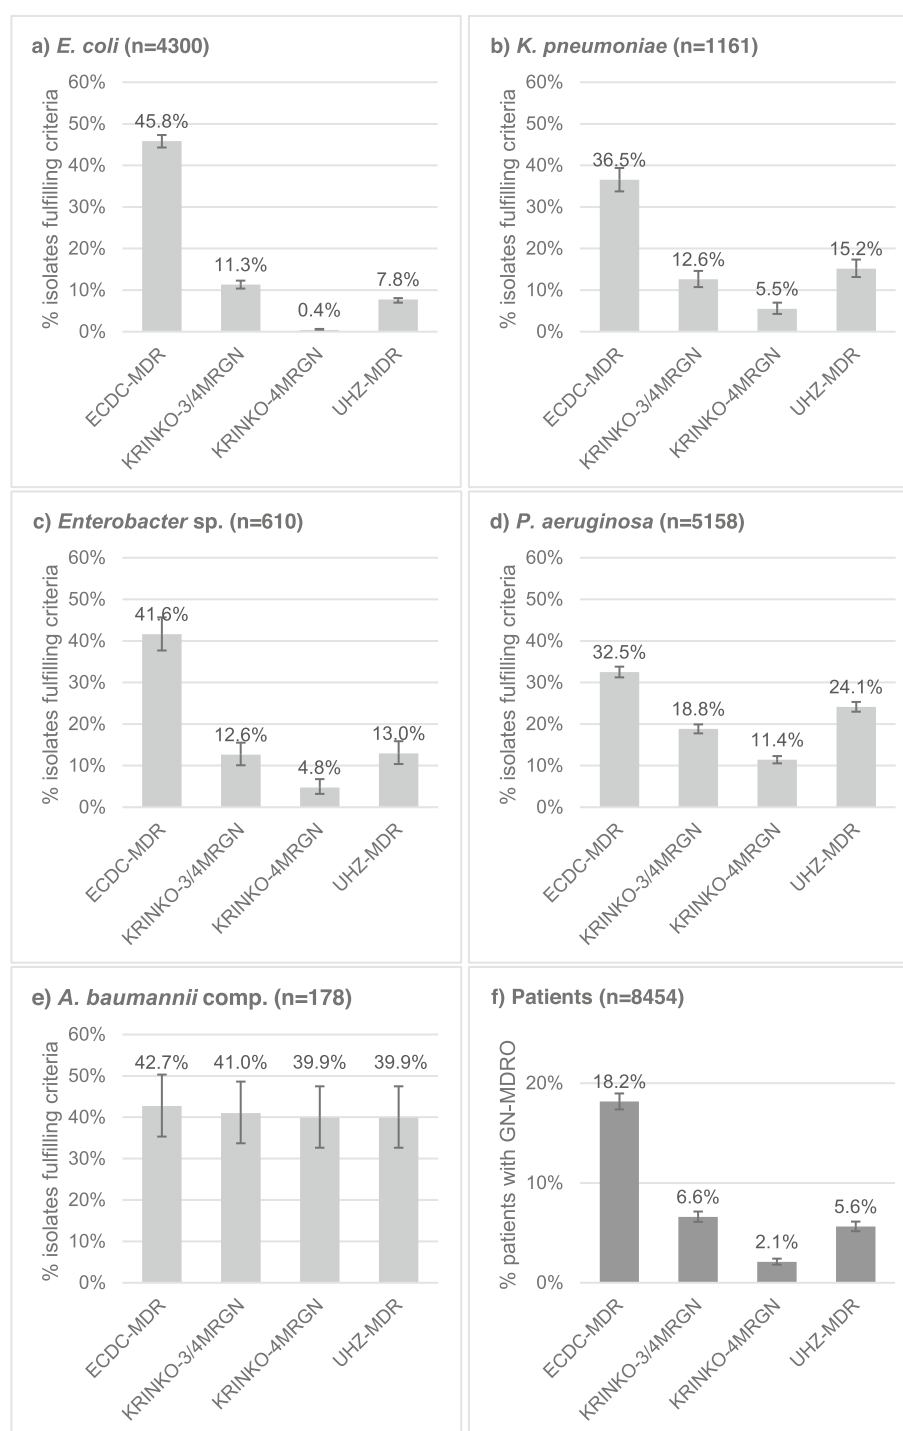 a) E. coli (n=4300)
% isolates fulfilling criteria
60%
50%
40%
30%
20%
10%
0%
45.8%
11.3%
0.4%
7.8%
ECDC-MDR
KRINKO-3/4MRGN
KRINKO-4MRGN
UHZ-MDR
b) K. pneumoniae (n=1161)
% isolates fulfilling criteria
60%
50%
40%
30%
20%
10%
0%
36.5%
12.6%
5.5%
15.2%
ECDC-MDR
KRINKO-3/4MRGN
KRINKO-4MRGN
UHZ-MDR
c) Enterobacter sp. (n=610)
% isolates fulfilling criteria
60%
50%
40%
30%
20%
10%
0%
41.6%
12.6%
4.8%
13.0%
ECDC-MDR
KRINKO-3/4MRGN
KRINKO-4MRGN
UHZ-MDR
d) P. aeruginosa (n=5158)
% isolates fulfilling criteria
60%
50%
40%
30%
20%
10%
0%
32.5%
18.8%
11.4%
24.1%
ECDC-MDR
KRINKO-3/4MRGN
KRINKO-4MRGN
UHZ-MDR
e) A. baumannii comp. (n=178)
% isolates fulfilling criteria
60%
50%
40%
30%
20%
10%
0%
42.7%
41.0%
39.9%
39.9%
ECDC-MDR
KRINKO-3/4MRGN
KRINKO-4MRGN
UHZ-MDR
f) Patients (n=8454)
% patients with GN-MDRO
20%
10%
0%
18.2%
6.6%
2.1%
5.6%
ECDC-MDR
KRINKO-3/4MRGN
KRINKO-4MRGN
UHZ-MDR